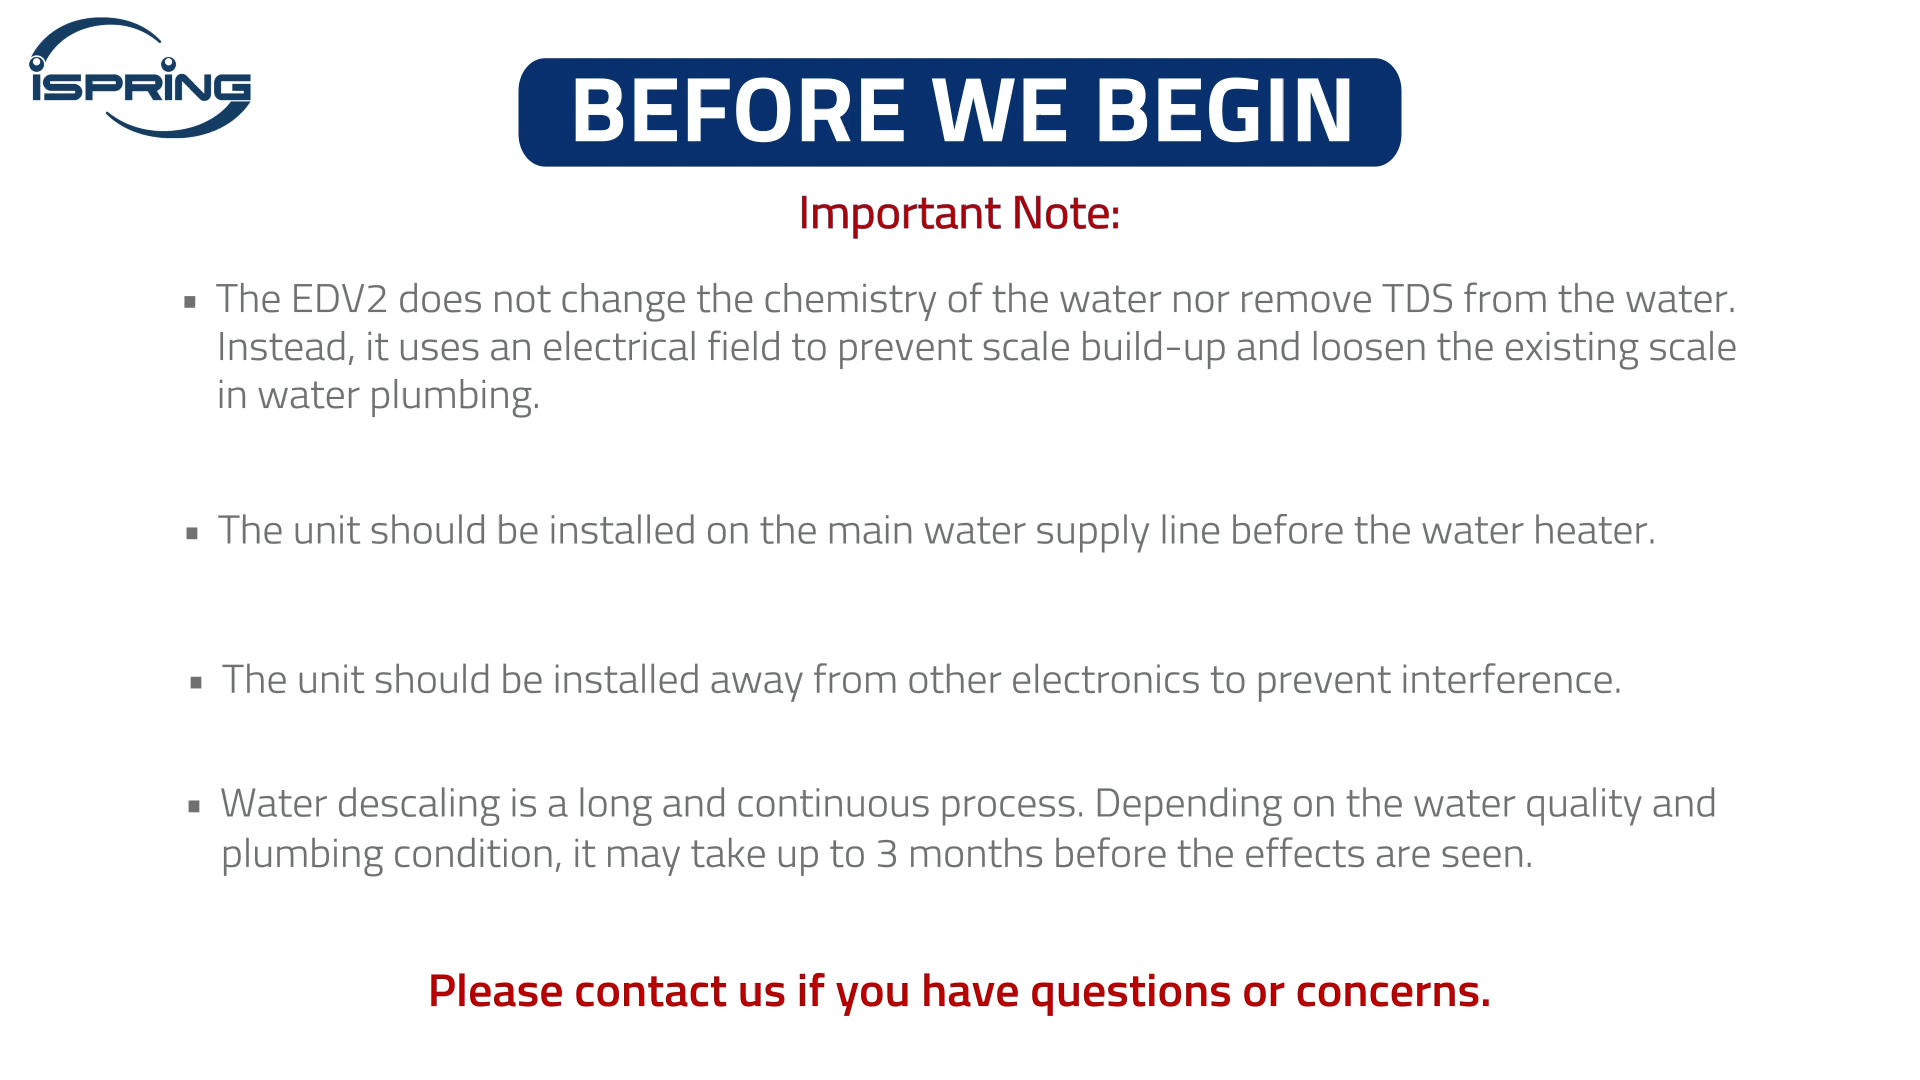 iSPRiNG
BEFORE WE BEGIN
Important Note:
▪ The EDV2 does not change the chemistry of the water nor remove TDS from the water.
Instead, it uses an electrical field to prevent scale build-up and loosen the existing scale
in water plumbing.
▪ The unit should be installed on the main water supply line before the water heater.
▪ The unit should be installed away from other electronics to prevent interference.
▪ Water descaling is a long and continuous process. Depending on the water quality and
plumbing condition, it may take up to 3 months before the effects are seen.
Please contact us if you have questions or concerns.